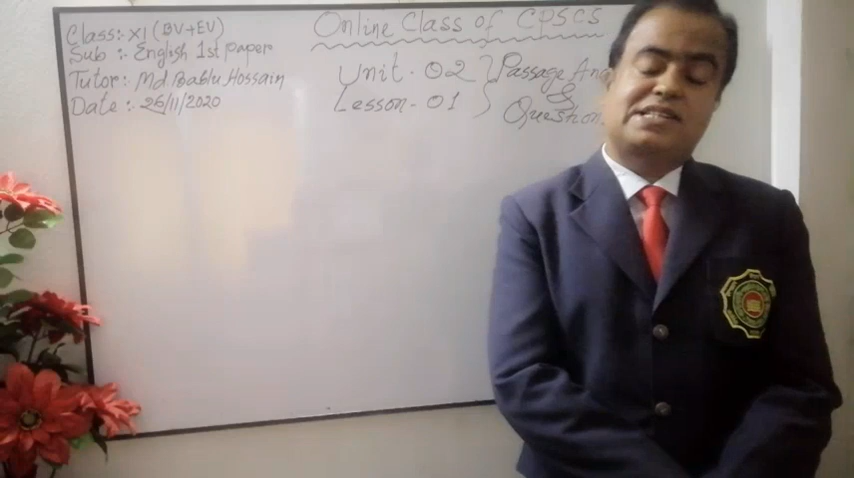 Class:- XI (BV+EV)
Sub :- English 1st paper
Tutor: Md Bablu Hossain
Date :- 26/11/2020
Online Class of CPSCS
Unit - 02 } Passage Ana
&
Lesson - 01 } Question